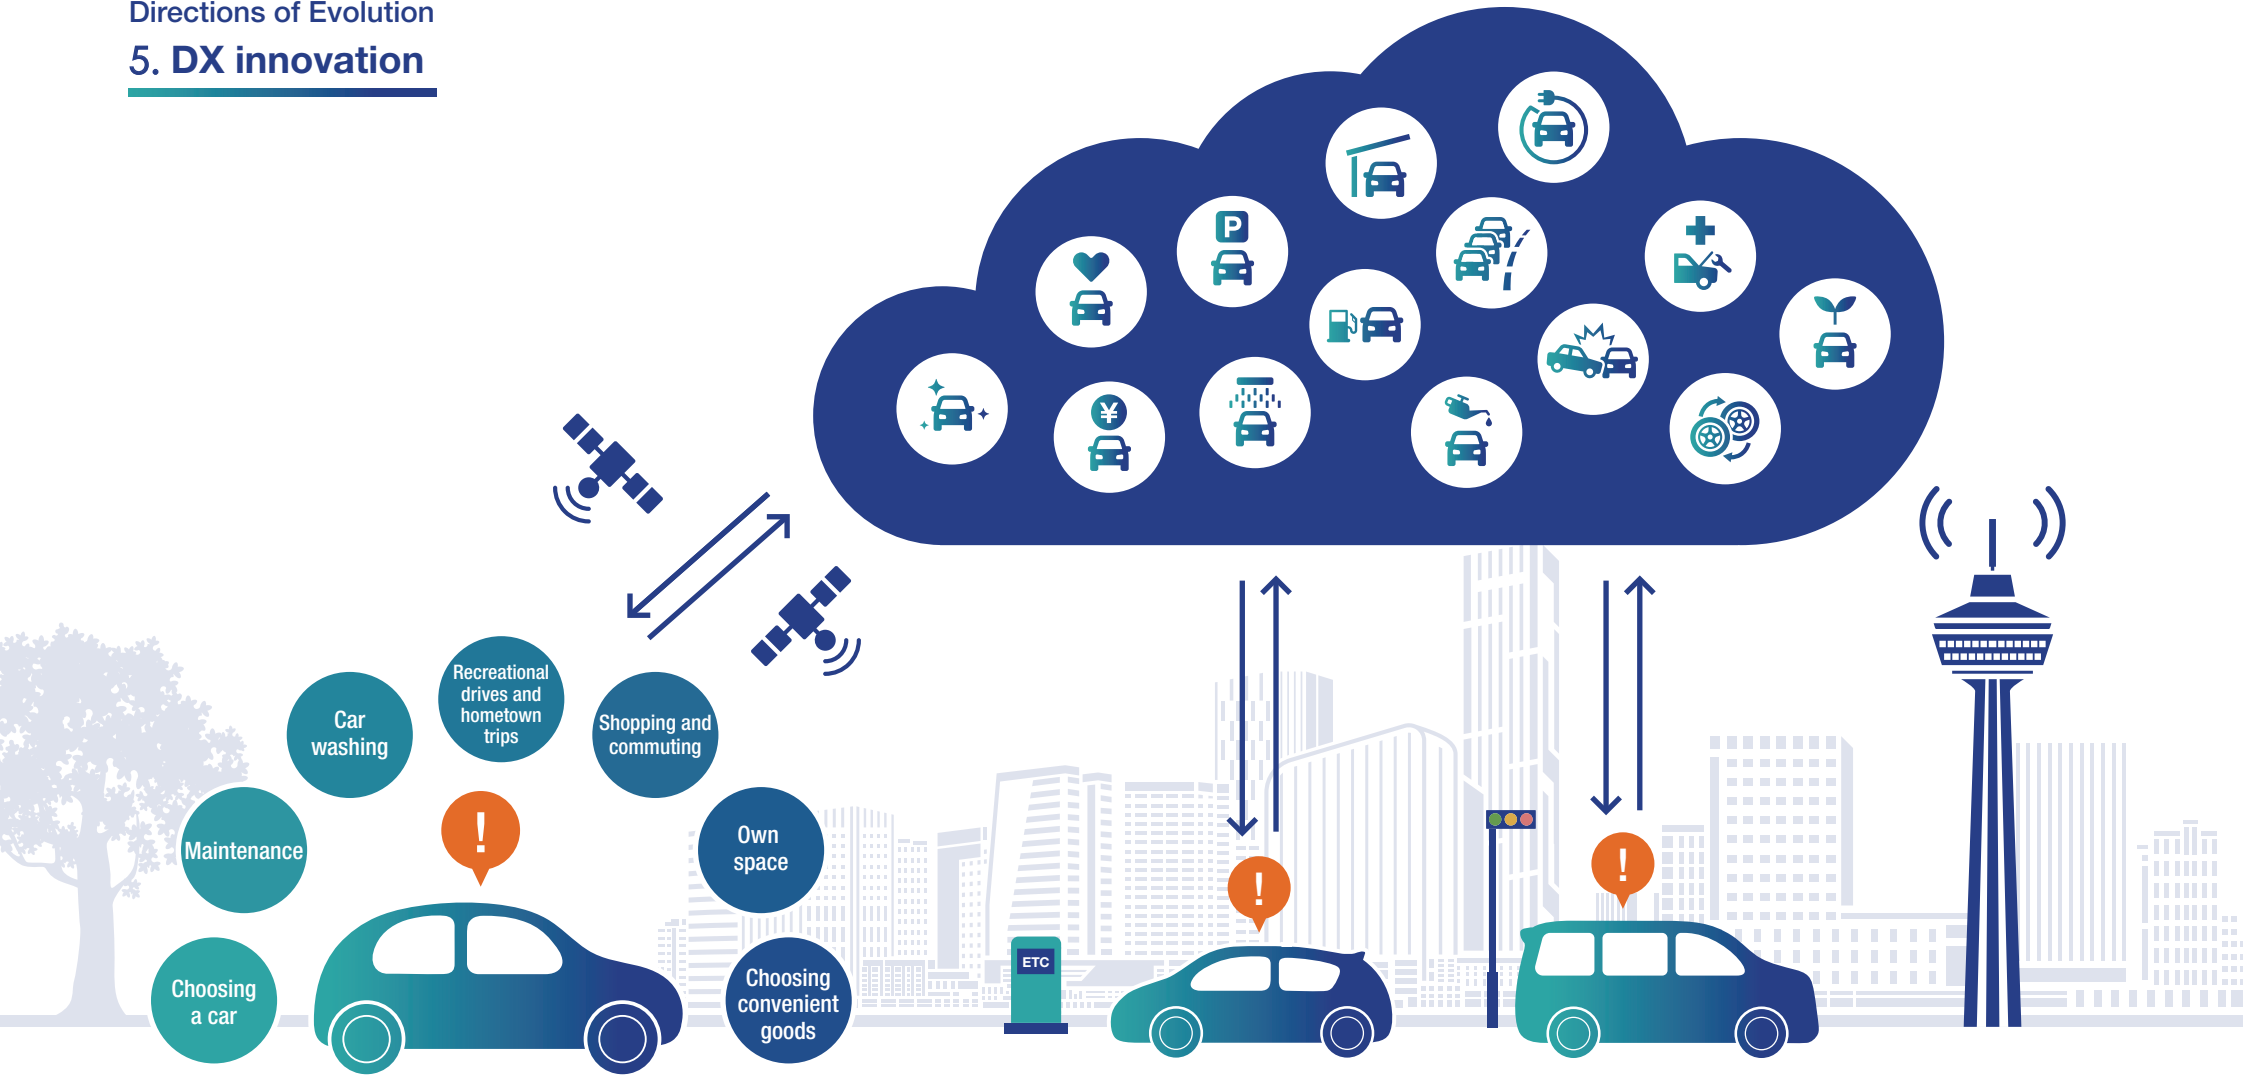 Directions of Evolution
5. DX innovation
P
¥
Recreational
drives and
hometown
trips
Car
washing
Shopping and
commuting
Maintenance
!
Own
space
!
!
Choosing
a car
Choosing
convenient
goods
ETC